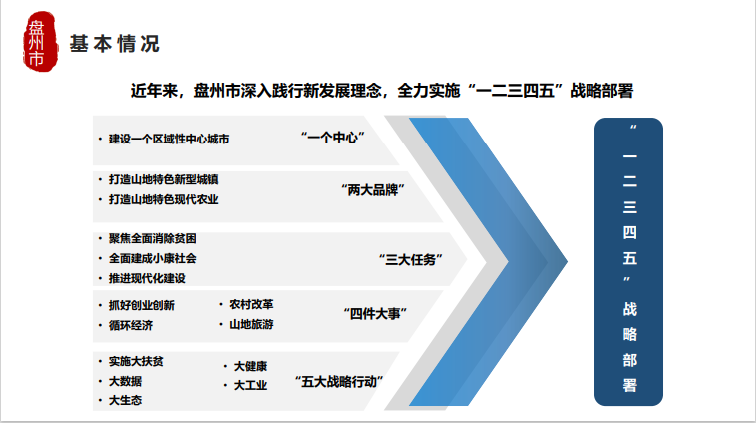 盘州市
基本情况
近年来，盘州市深入践行新发展理念，全力实施“一二三四五”战略部署
• 建设一个区域性中心城市
“一个中心”
• 打造山地特色新型城镇
• 打造山地特色现代农业
“两大品牌”
• 聚焦全面消除贫困
• 全面建成小康社会
• 推进现代化建设
“三大任务”
• 抓好创业创新
• 循环经济
• 农村改革
• 山地旅游
“四件大事”
• 实施大扶贫
• 大数据
• 大生态
• 大健康
• 大工业
“五大战略行动”
“一二三四五”战略部署